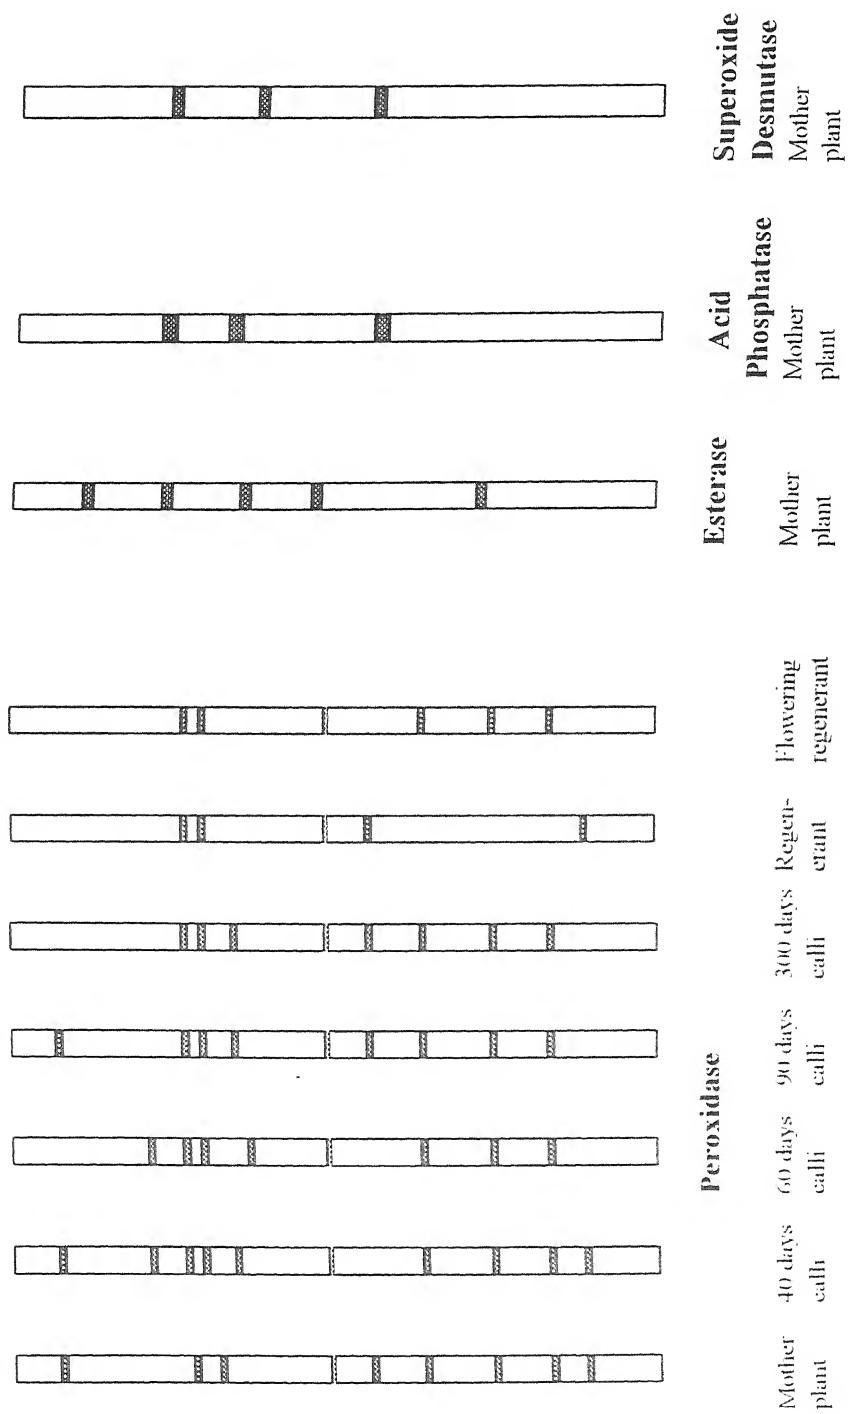 Peroxidase
Mother
plant
40 days
calli
60 days
calli
90 days
calli
300 days
calli
Regen-
erant
Flowering
regenerant
Esterase
Mother
plant
Acid
Phosphatase
Mother
plant
Superoxide
Desmutase
Mother
plant